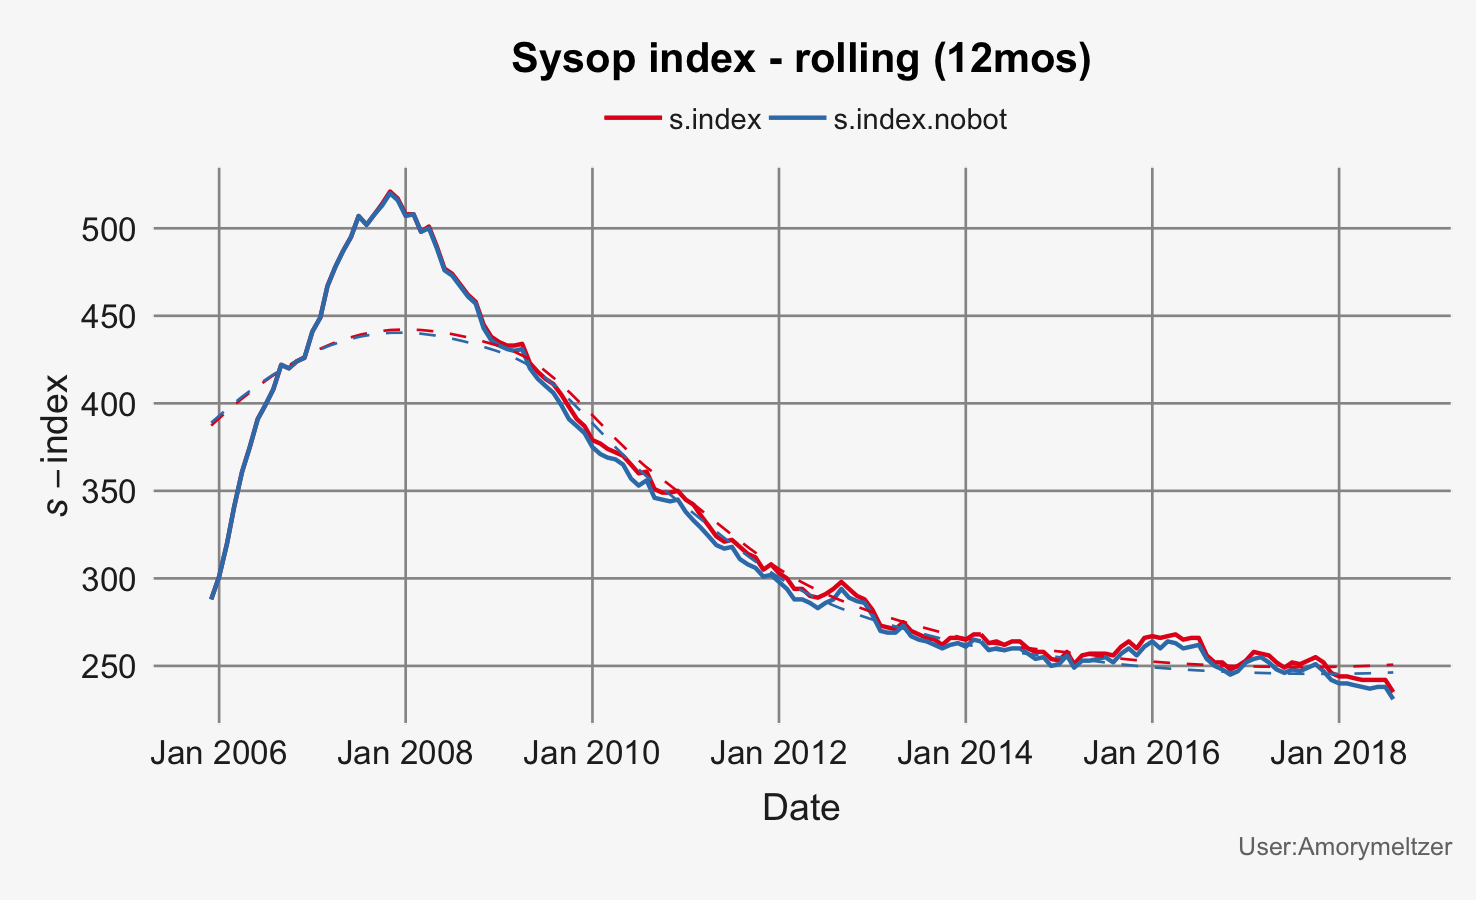 Sysop index - rolling (12mos)
s.index s.index.nobot
500
450
400
350
300
250
s – index
Jan 2006 Jan 2008 Jan 2010 Jan 2012 Jan 2014 Jan 2016 Jan 2018
Date
User:Amorymeltzer